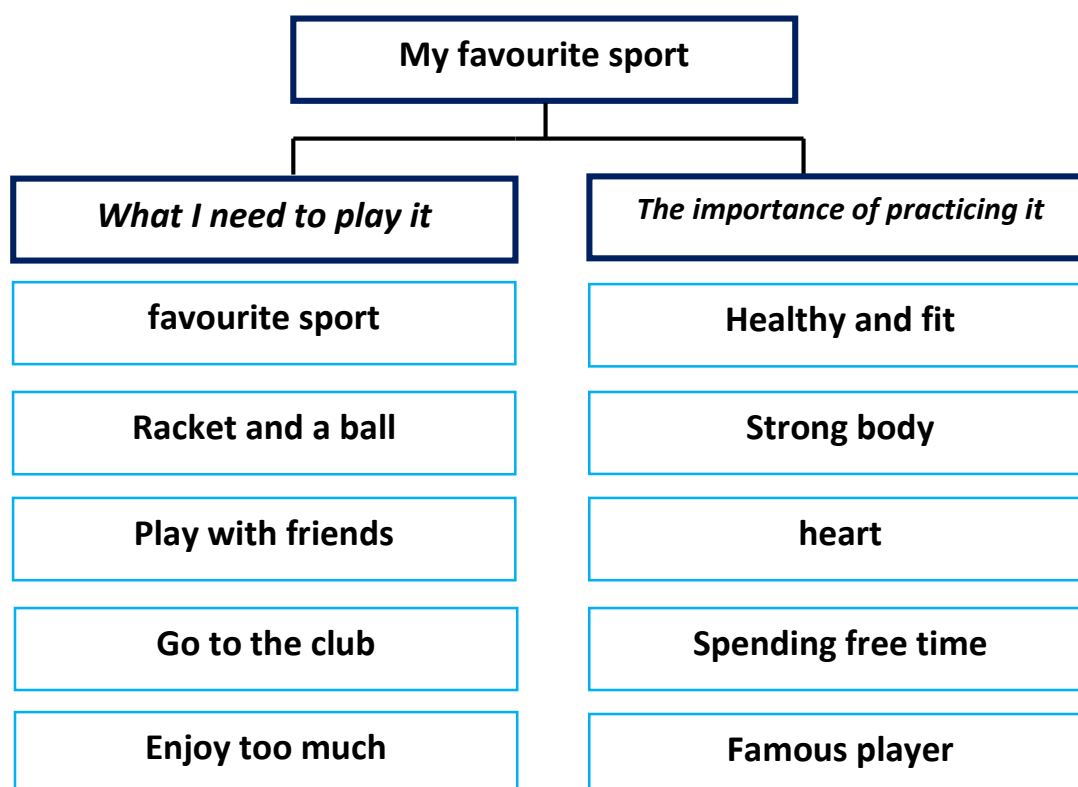 My favourite sport
What I need to play it
The importance of practicing it
favourite sport
Healthy and fit
Racket and a ball
Strong body
Play with friends
heart
Go to the club
Spending free time
Enjoy too much
Famous player